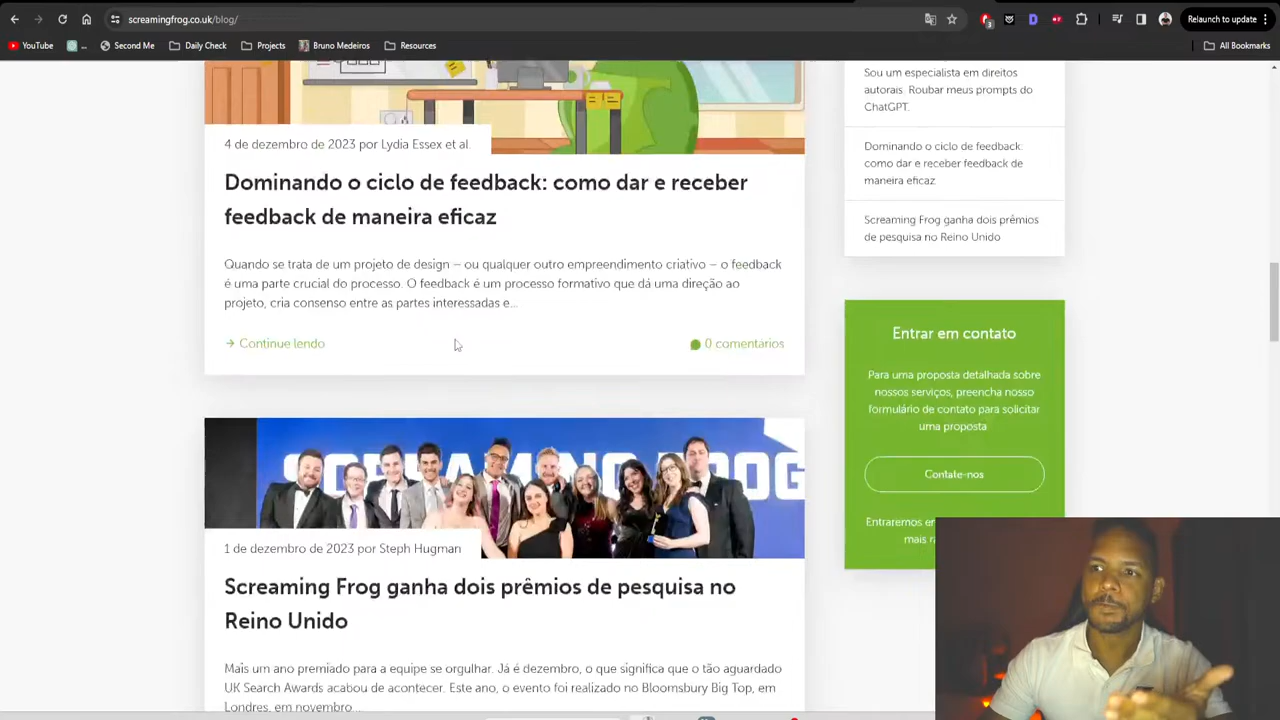 screamingfrog.co.uk/blog/
Relaunch to update
YouTube
...
Second Me
Daily Check
Projects
Bruno Medeiros
Resources
All Bookmarks
4 de dezembro de 2023 por Lydia Essex et al.
Dominando o ciclo de feedback: como dar e receber
feedback de maneira eficaz
Quando se trata de um projeto de design – ou qualquer outro empreendimento criativo – o feedback
é uma parte crucial do processo. O feedback é um processo formativo que dá uma direção ao
projeto, cria consenso entre as partes interessadas e...
Continue lendo
0 comentários
SCREAMING FROG
1 de dezembro de 2023 por Steph Hugman
Screaming Frog ganha dois prêmios de pesquisa no
Reino Unido
Mais um ano premiado para a equipe se orgulhar. Já é dezembro, o que significa que o tão aguardado
UK Search Awards acabou de acontecer. Este ano, o evento foi realizado no Bloomsbury Big Top, em
Londres, em novembro...
Sou um especialista em direitos
autorais. Roubar meus prompts do
ChatGPT.
Dominando o ciclo de feedback:
como dar e receber feedback de
maneira eficaz
Screaming Frog ganha dois prêmios
de pesquisa no Reino Unido
Entrar em contato
Para uma proposta detalhada sobre
nossos serviços, preencha nosso
formulário de contato para solicitar
uma proposta
Contate-nos
Entraremos
mais